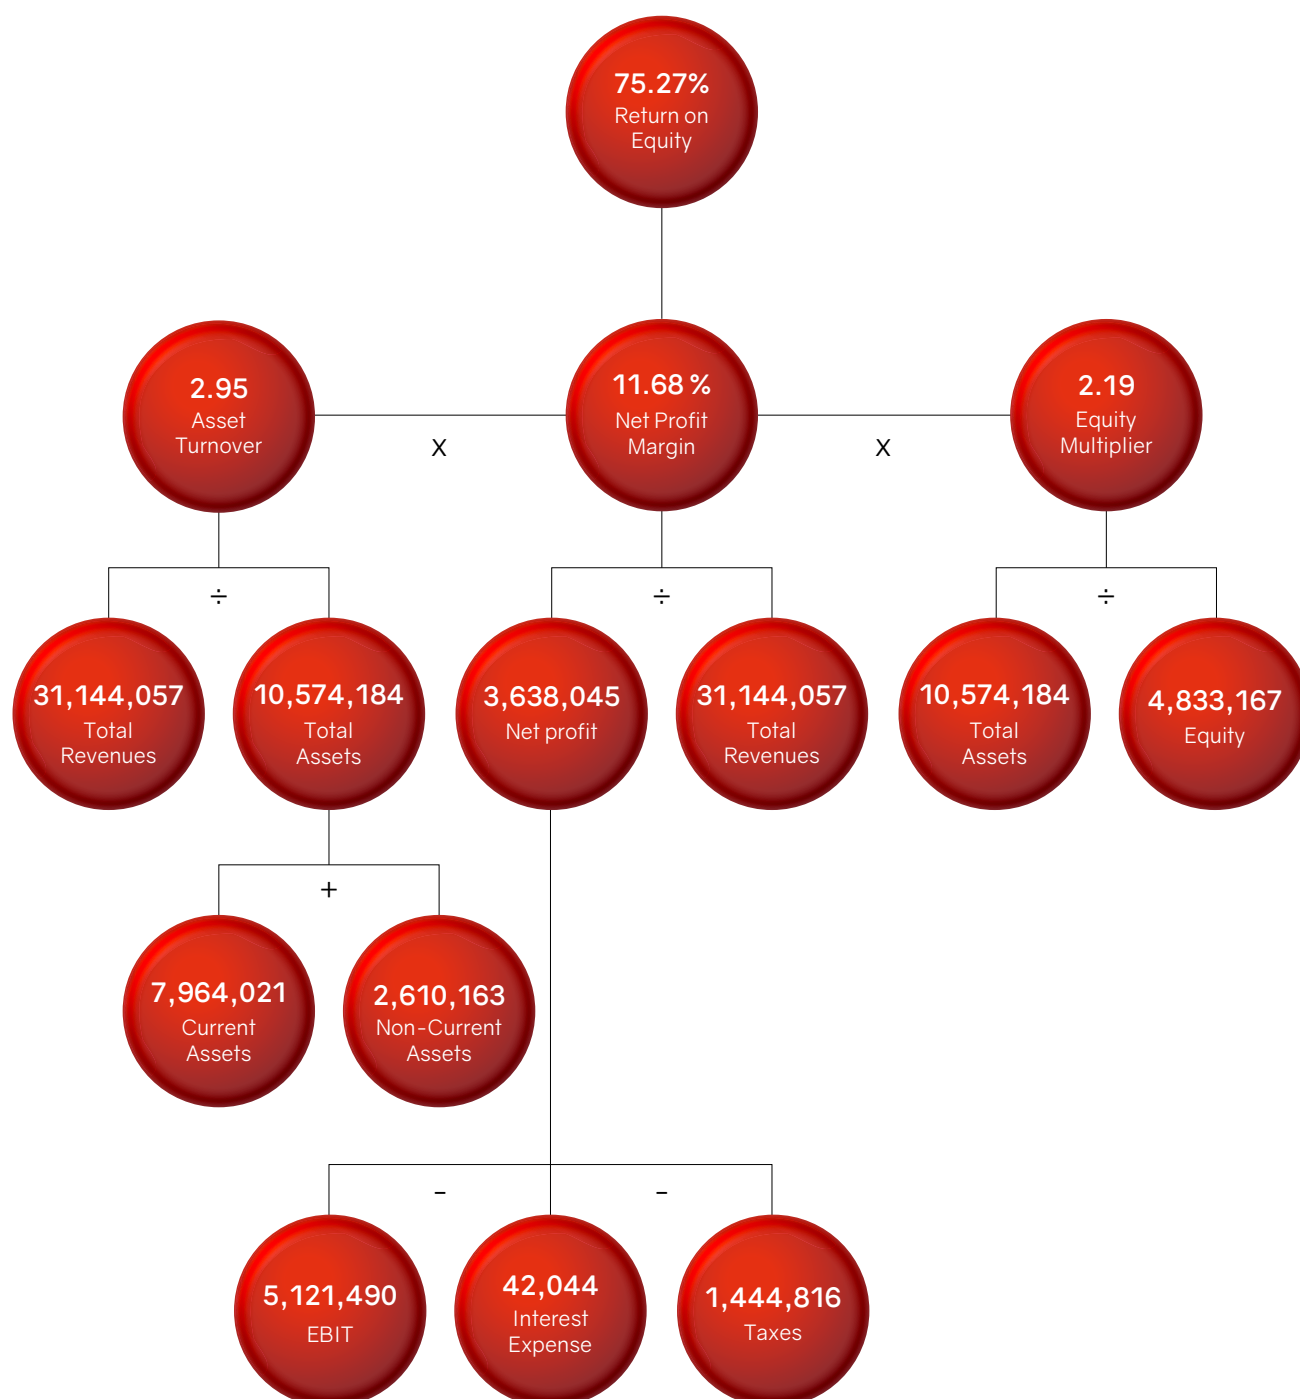 75.27%
Return on
Equity
2.95
Asset
Turnover
X
11.68 %
Net Profit
Margin
X
2.19
Equity
Multiplier
÷
÷
÷
31,144,057
Total
Revenues
10,574,184
Total
Assets
3,638,045
Net profit
31,144,057
Total
Revenues
10,574,184
Total
Assets
4,833,167
Equity
+
7,964,021
Current
Assets
2,610,163
Non-Current
Assets
-
-
5,121,490
EBIT
42,044
Interest
Expense
1,444,816
Taxes